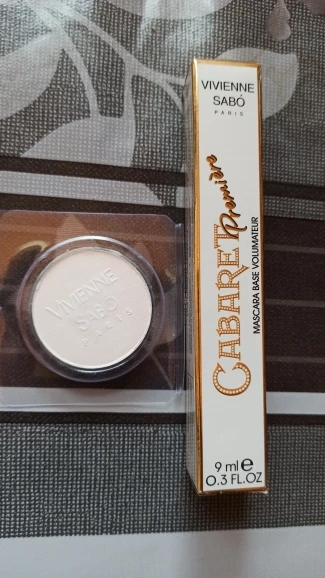 VIVIENNE
SABÓ
PARIS
VIVIENNE
SABÓ
PARIS
CABARET
Première
MASCARA BASE VOLUMATEUR
9 ml e
0.3 FL.OZ